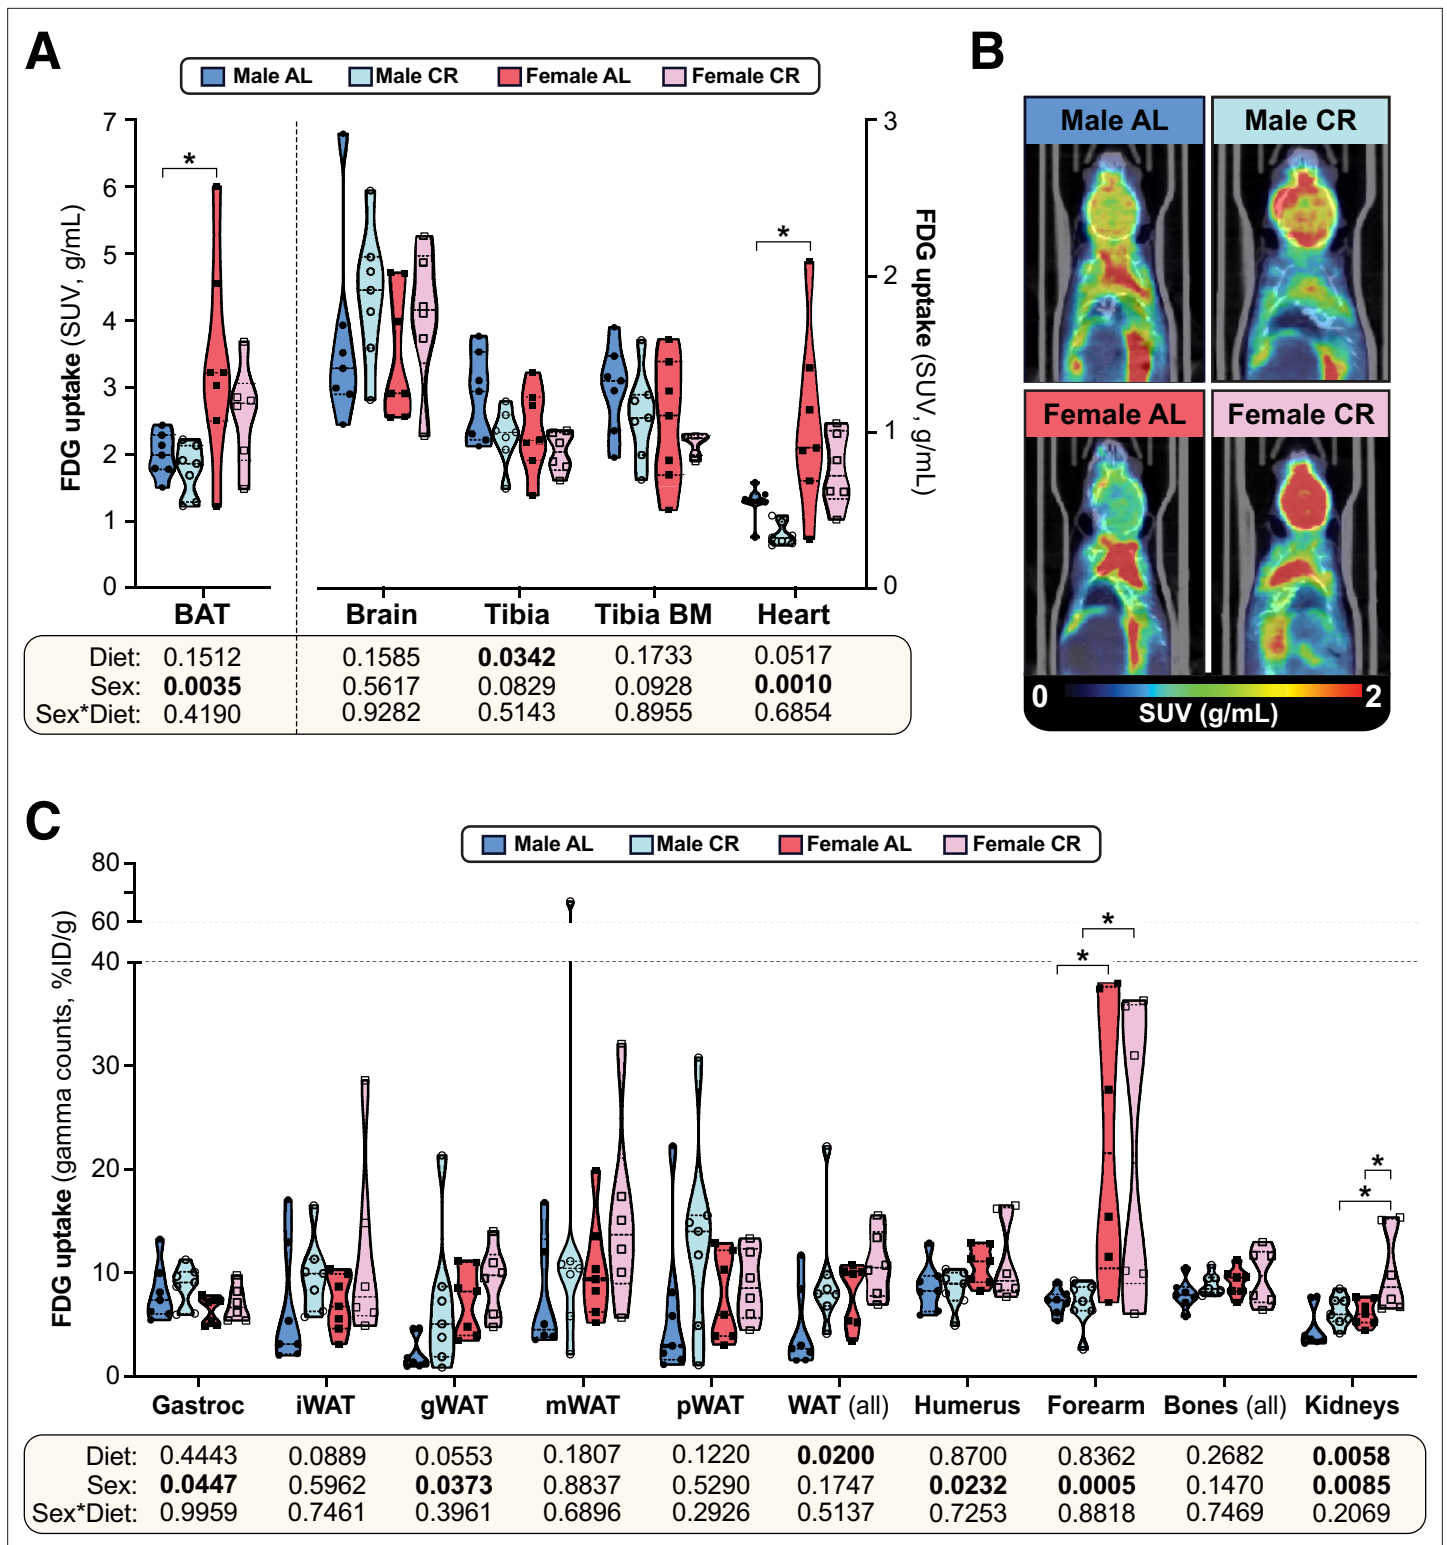 A
Male AL Male CR Female AL Female CR
FDG uptake (SUV, g/mL)
7
6
5
4
3
2
1
0
*
*
3
2
1
0
FDG uptake (SUV, g/mL)
BAT Brain Tibia Tibia BM Heart
Diet: 0.1512 0.1585 0.0342 0.1733 0.0517
Sex: 0.0035 0.5617 0.0829 0.0928 0.0010
Sex*Diet: 0.4190 0.9282 0.5143 0.8955 0.6854
B
Male AL Male CR
Female AL Female CR
0 2
SUV (g/mL)
C
Male AL Male CR Female AL Female CR
FDG uptake (gamma counts, %ID/g)
80
60
40
30
20
10
0
*
*
*
*
Gastroc iWAT gWAT mWAT pWAT WAT (all) Humerus Forearm Bones (all) Kidneys
Diet: 0.4443 0.0889 0.0553 0.1807 0.1220 0.0200 0.8700 0.8362 0.2682 0.0058
Sex: 0.0447 0.5962 0.0373 0.8837 0.5290 0.1747 0.0232 0.0005 0.1470 0.0085
Sex*Diet: 0.9959 0.7461 0.3961 0.6896 0.2926 0.5137 0.7253 0.8818 0.7469 0.2069